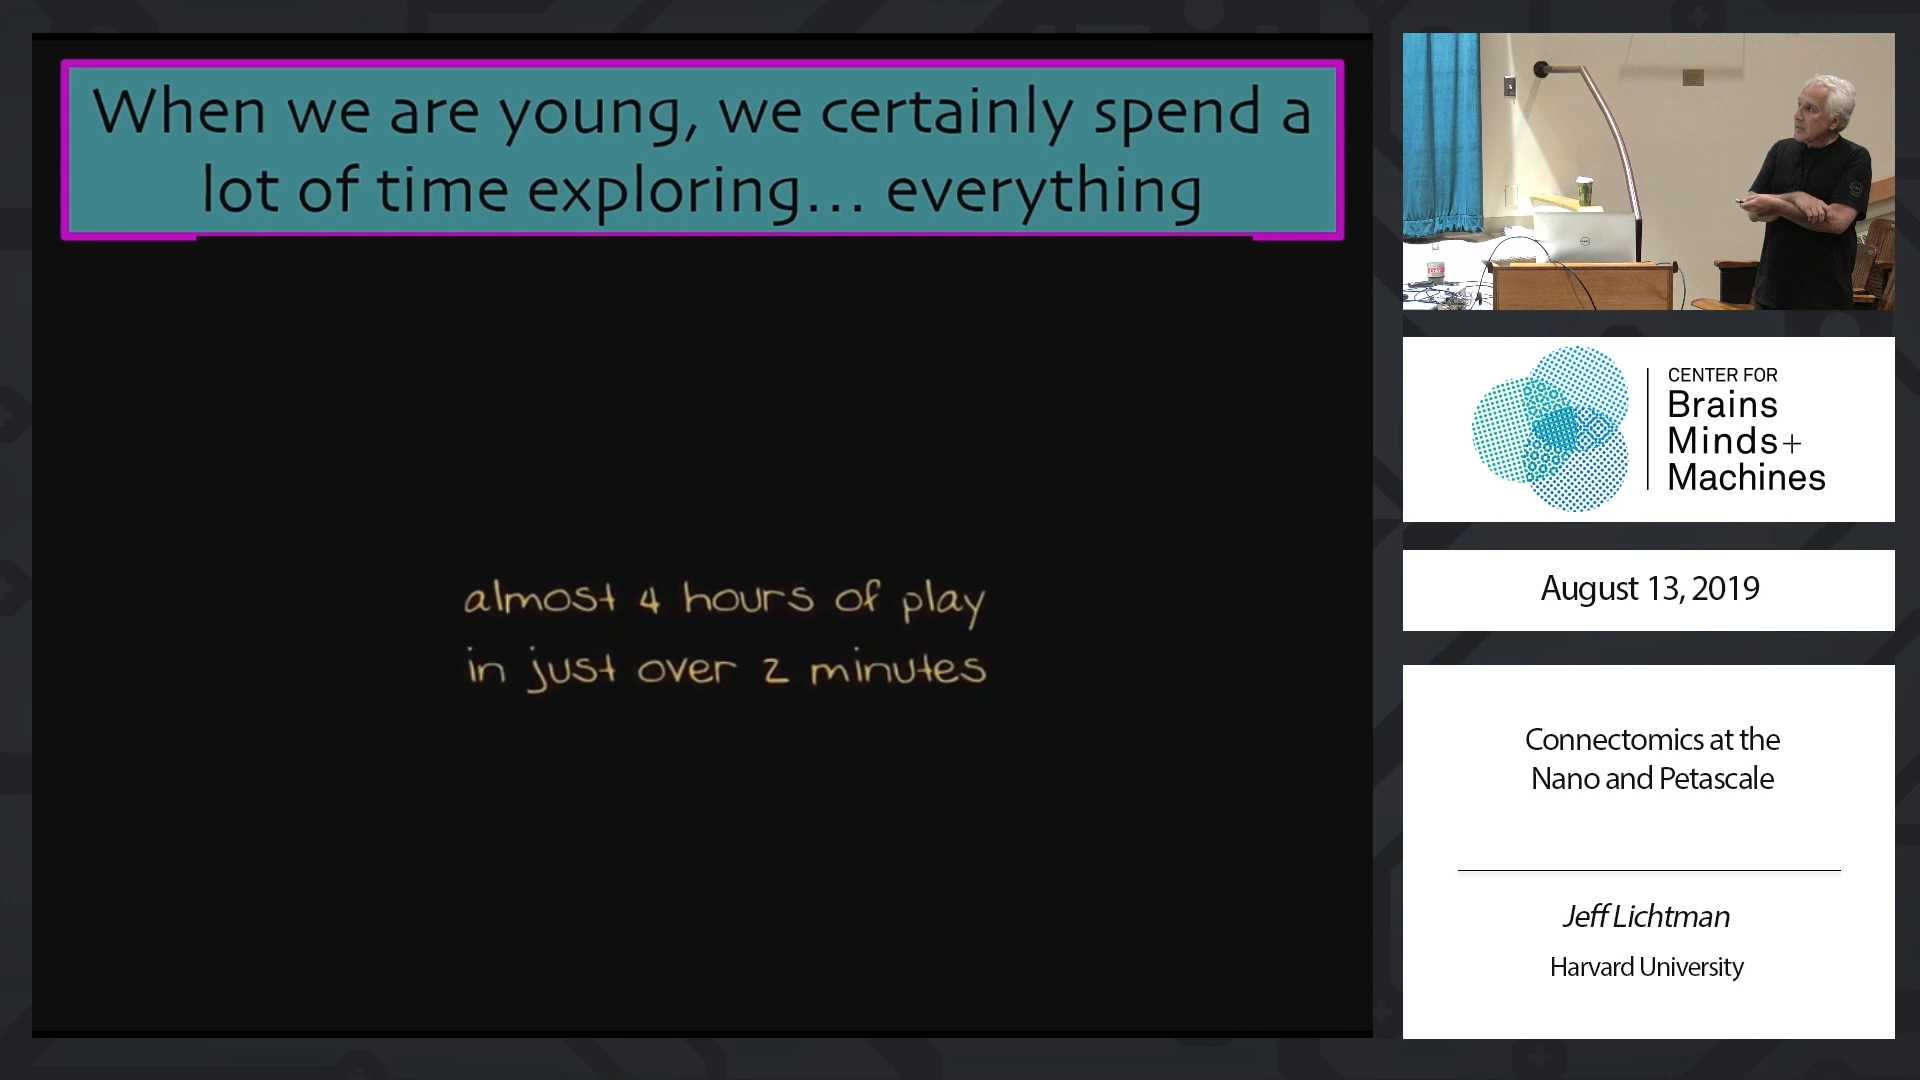 When we are young, we certainly spend a
lot of time exploring... everything
almost 4 hours of play
in just over 2 minutes
CENTER FOR
Brains
Minds+
Machines
August 13, 2019
Connectomics at the
Nano and Petascale
Jeff Lichtman
Harvard University